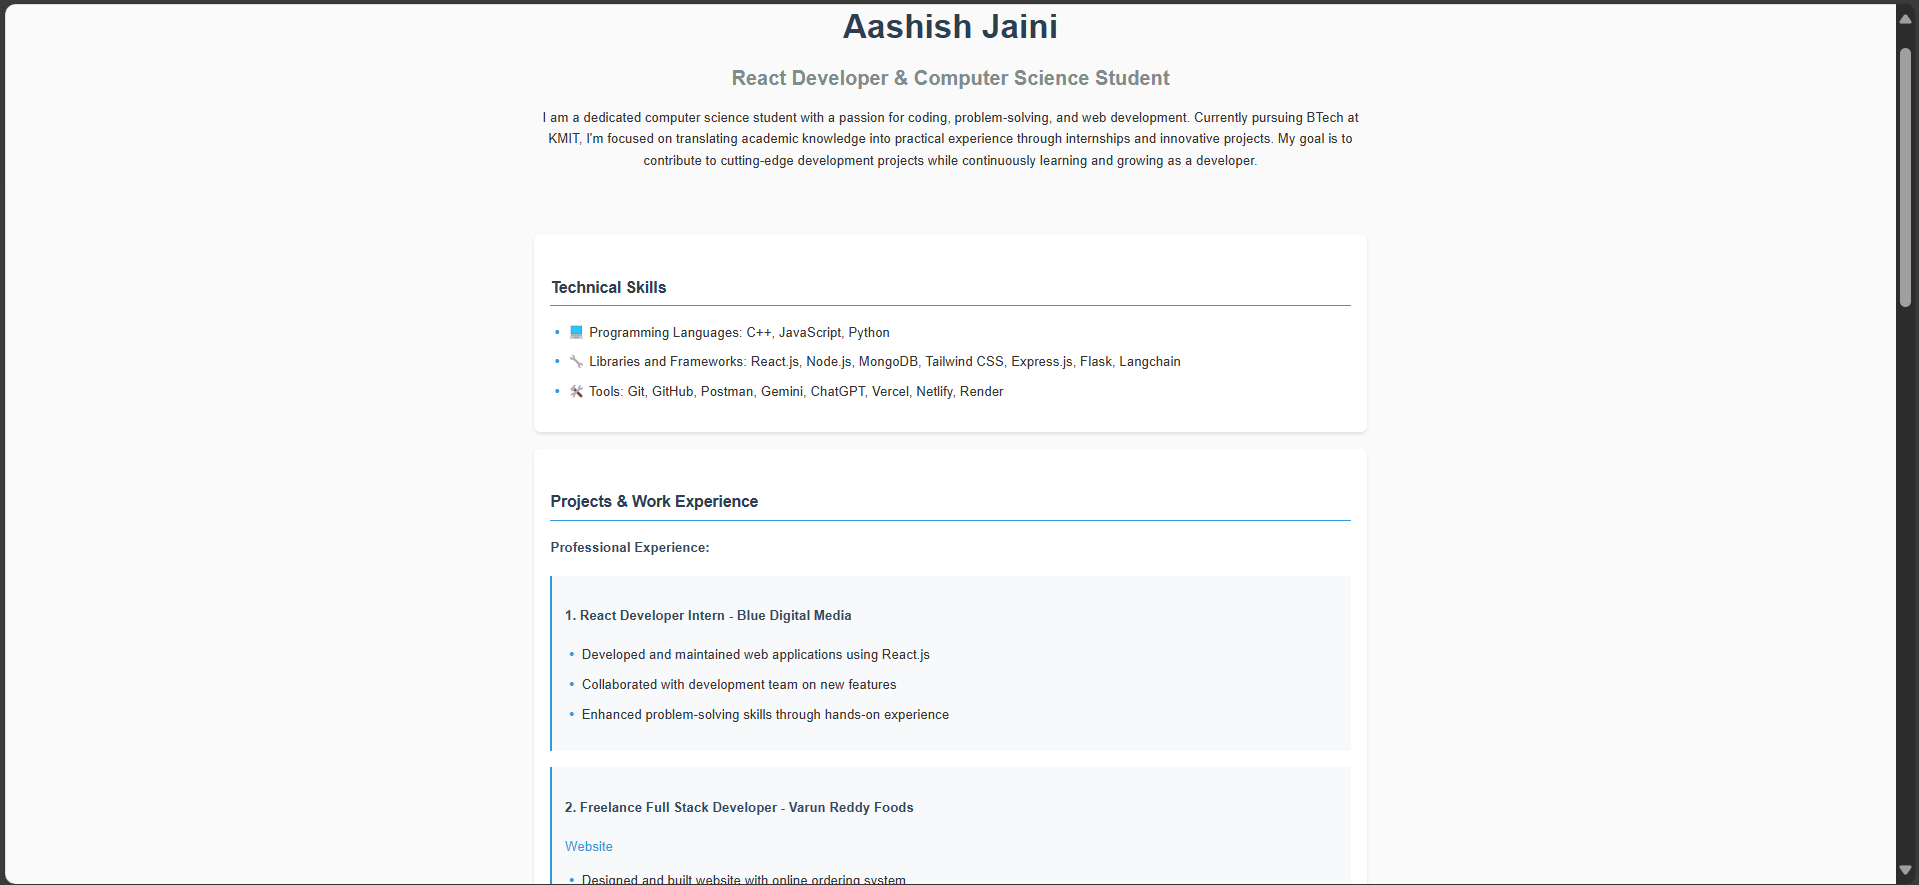 Aashish Jaini
React Developer & Computer Science Student
I am a dedicated computer science student with a passion for coding, problem-solving, and web development. Currently pursuing BTech at
KMIT, I'm focused on translating academic knowledge into practical experience through internships and innovative projects. My goal is to
contribute to cutting-edge development projects while continuously learning and growing as a developer.
Technical Skills
• 💻 Programming Languages: C++, JavaScript, Python
• 🔧 Libraries and Frameworks: React.js, Node.js, MongoDB, Tailwind CSS, Express.js, Flask, Langchain
• 🛠️ Tools: Git, GitHub, Postman, Gemini, ChatGPT, Vercel, Netlify, Render
Projects & Work Experience
Professional Experience:
1. React Developer Intern - Blue Digital Media
• Developed and maintained web applications using React.js
• Collaborated with development team on new features
• Enhanced problem-solving skills through hands-on experience
2. Freelance Full Stack Developer - Varun Reddy Foods
Website
• Designed and built website with online ordering system